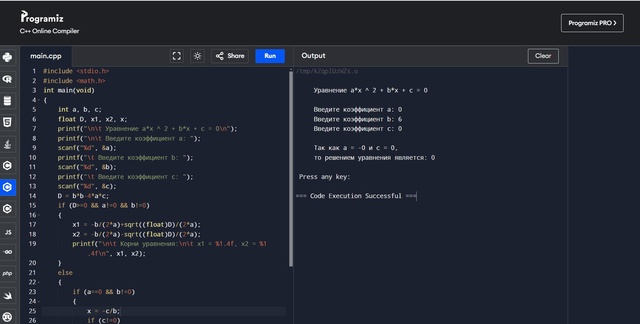 Programiz
C++ Online Compiler
Programiz PRO >
main.cpp
Share
Run
Output
Clear
1 #include <stdio.h>
2 #include <math.h>
3 int main(void)
4 {
5 int a, b, c;
6 float D, x1, x2, x;
7 printf("\n\t Уравнение a*x ^ 2 + b*x + c = 0\n");
8 printf("\n\t Введите коэффициент a: ");
9 scanf("%d", &a);
10 printf("\t Введите коэффициент b: ");
11 scanf("%d", &b);
12 printf("\t Введите коэффициент c: ");
13 scanf("%d", &c);
14 D = b*b-4*a*c;
15 if (D>=0 && a!=0 && b!=0)
16 {
17 x1 = -b/(2*a)+sqrt((float)D)/(2*a);
18 x2 = -b/(2*a)-sqrt((float)D)/(2*a);
19 printf("\n\t Корни уравнения:\n\t x1 = %1.4f, x2 = %1
.4f\n", x1, x2);
20 }
21 else
22 {
23 if (a==0 && b!=0)
24 {
25 x = -c/b;
26 if (c!=0)
Уравнение a*x ^ 2 + b*x + c = 0
Введите коэффициент a: 0
Введите коэффициент b: 6
Введите коэффициент c: 0
Так как a = -0 и c = 0,
то решением уравнения является: 0
Press any key:
=== Code Execution Successful ===
JS
GO
php